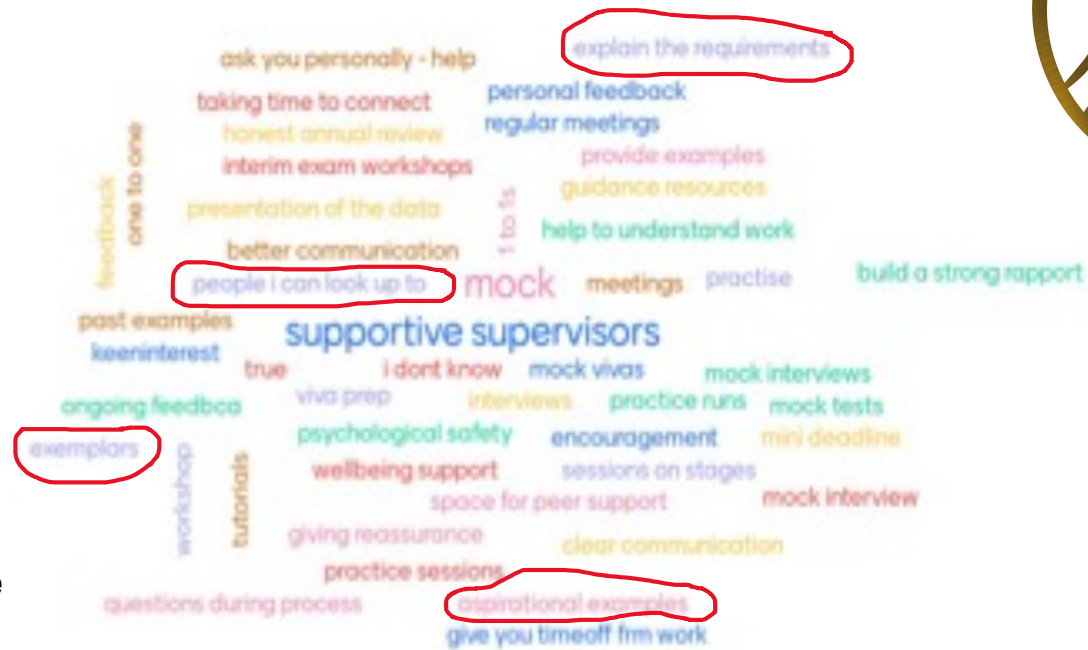 explain the requirements
ask you personally - help
personal feedback
taking time to connect
regular meetings
honest annual review
provide examples
interim exam workshops
guidance resources
one to one
feedback
presentation of the data
1 to 1s
help to understand work
better communication
build a strong rapport
people i can look up to
mock
meetings
practise
past examples
supportive supervisors
keeninterest
true
i dont know
mock vivas
mock interviews
viva prep
interviews
practice runs
mock tests
ongoing feedbca
psychological safety
encouragement
mini deadline
exemplars
wellbeing support
sessions on stages
workshop
tutorials
space for peer support
mock interview
giving reassurance
clear communication
practice sessions
questions during process
aspirational examples
give you timeoff frm work